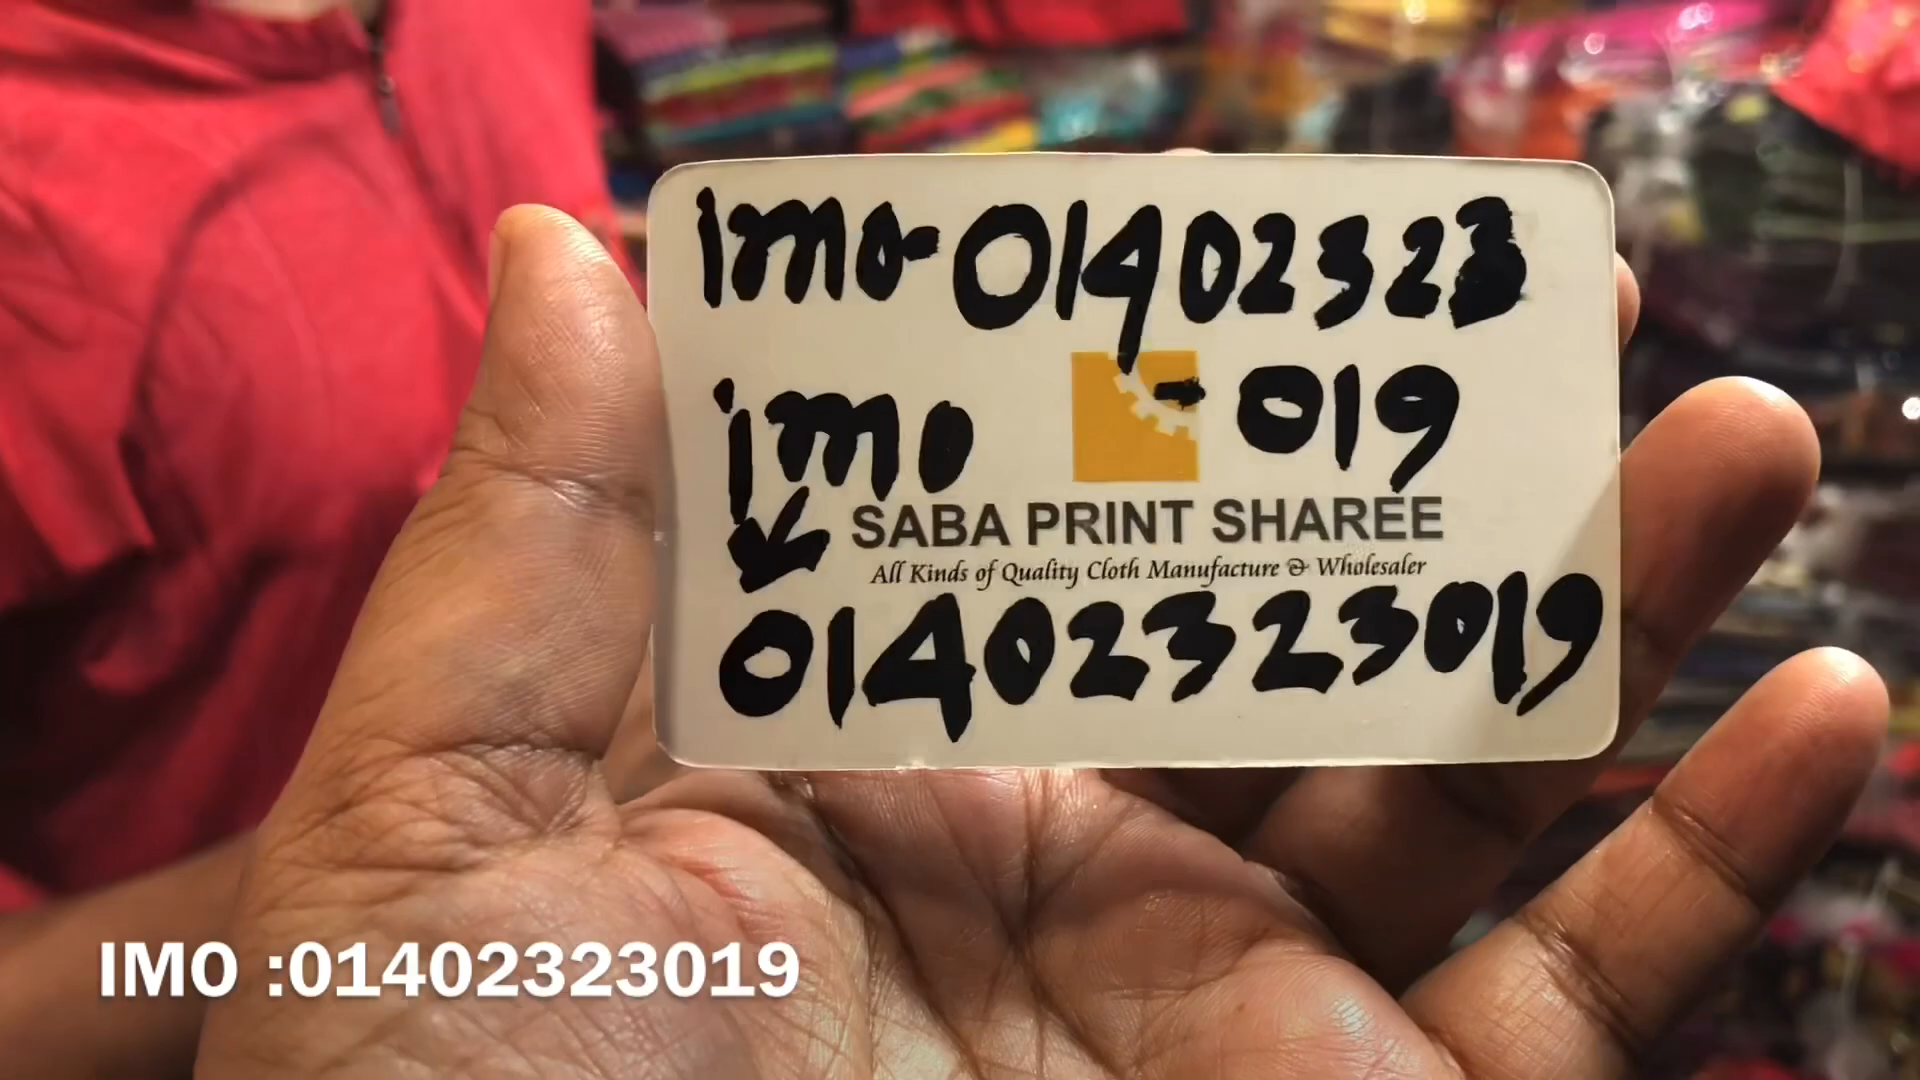 imo-01402323
-019
imo
SABA PRINT SHAREE
All Kinds of Quality Cloth Manufacture & Wholesaler
01402323019
IMO :01402323019